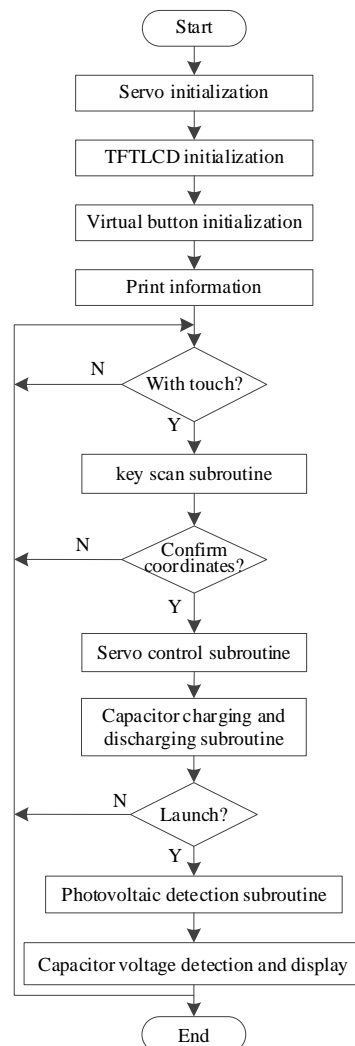 Start
Servo initialization
TFTLCD initialization
Virtual button initialization
Print information
N
With touch?
Y
key scan subroutine
N
Confirm
coordinates?
Y
Servo control subroutine
Capacitor charging and
discharging subroutine
N
Launch?
Y
Photovoltaic detection subroutine
Capacitor voltage detection and display
End